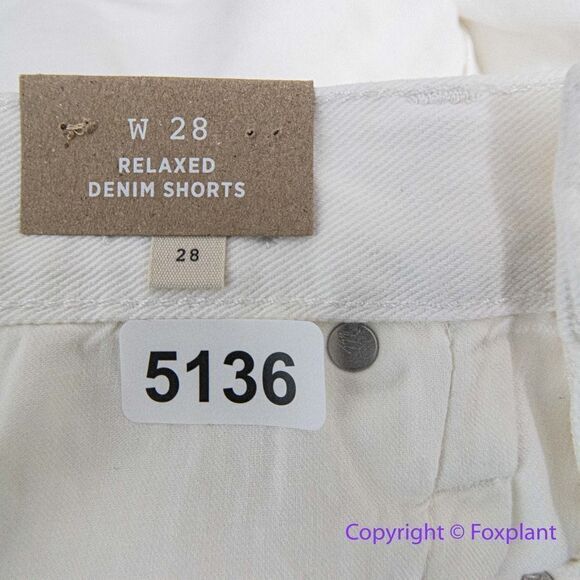 W 28
RELAXED
DENIM SHORTS
28
5136
Copyright © Foxplant